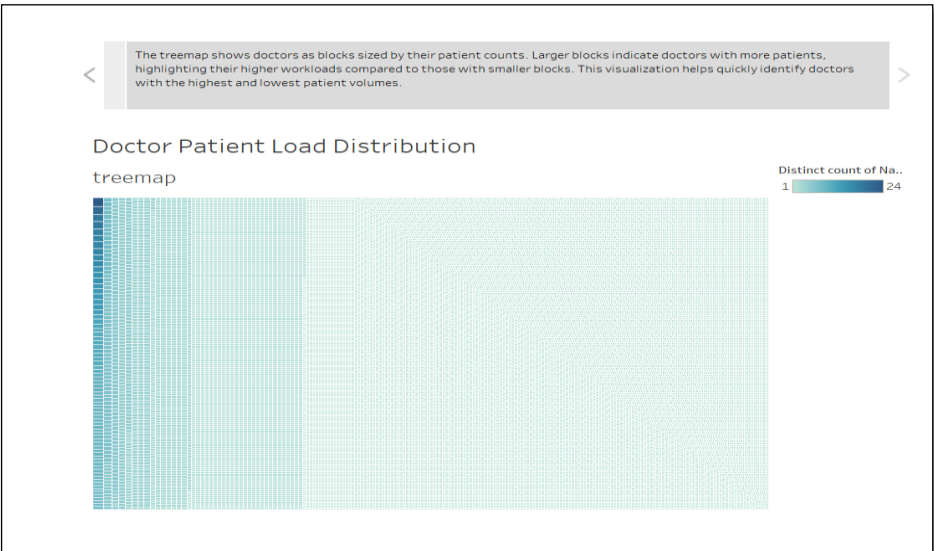 The treemap shows doctors as blocks sized by their patient counts. Larger blocks indicate doctors with more patients,
highlighting their higher workloads compared to those with smaller blocks. This visualization helps quickly identify doctors
with the highest and lowest patient volumes.
Doctor Patient Load Distribution
treemap
Distinct count of Na..
1 24